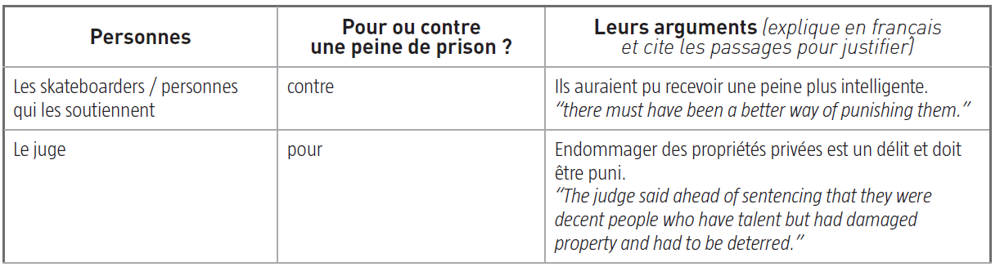 Personnes
Pour ou contre
une peine de prison ?
Leurs arguments (explique en français
et cite les passages pour justifier)
Les skateboarders / personnes
qui les soutiennent
contre
Ils auraient pu recevoir une peine plus intelligente.
“there must have been a better way of punishing them.”
Le juge
pour
Endommager des propriétés privées est un délit et doit
être puni.
“The judge said ahead of sentencing that they were
decent people who have talent but had damaged
property and had to be deterred.”